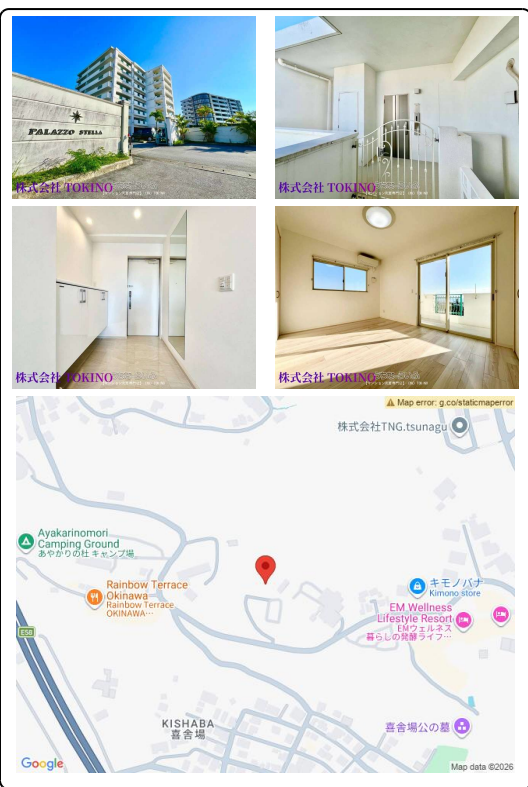 PALAZZO STELLA
株式会社 TOKINO
株式会社 TOKINO
株式会社 TOKINO
株式会社 TOKINO
Map error: g.co/staticmaperror
株式会社TNG.tsunagu
Ayakarinomori
Camping Ground
あやかりの杜 キャンプ場
Rainbow Terrace
Okinawa
Rainbow Terrace
OKINAWA…
キモノバナ
Kimono store
EM Wellness
Lifestyle Resort
EMウェルネス
暮らしの発酵ライフ…
E58
KISHABA
喜舎場
喜舎場公の墓
Google
Map data ©2026